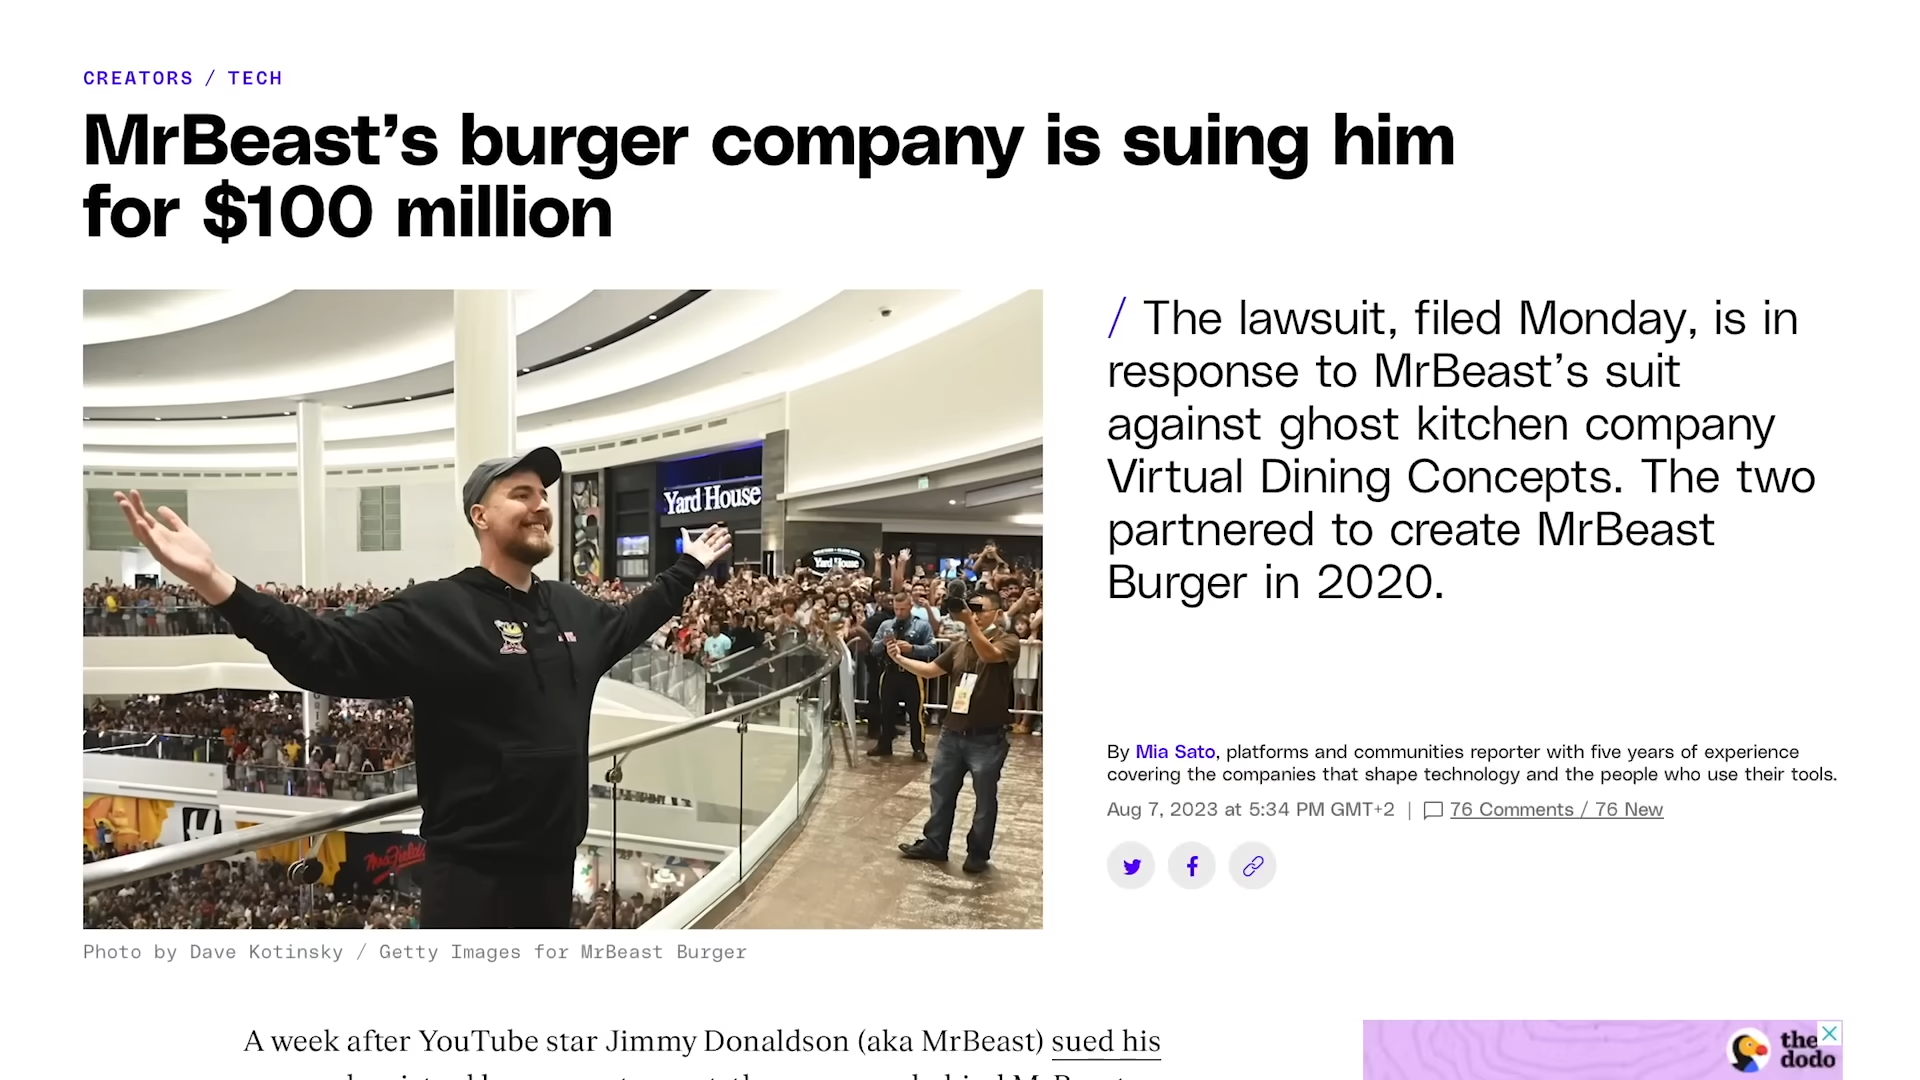 CREATORS / TECH
MrBeast’s burger company is suing him
for $100 million
/ The lawsuit, filed Monday, is in
response to MrBeast’s suit
against ghost kitchen company
Virtual Dining Concepts. The two
partnered to create MrBeast
Burger in 2020.
Yard House
Yard House
Mrs Fields
By Mia Sato, platforms and communities reporter with five years of experience
covering the companies that shape technology and the people who use their tools.
Aug 7, 2023 at 5:34 PM GMT+2 | 76 Comments / 76 New
Photo by Dave Kotinsky / Getty Images for MrBeast Burger
A week after YouTube star Jimmy Donaldson (aka MrBeast) sued his
the
dodo